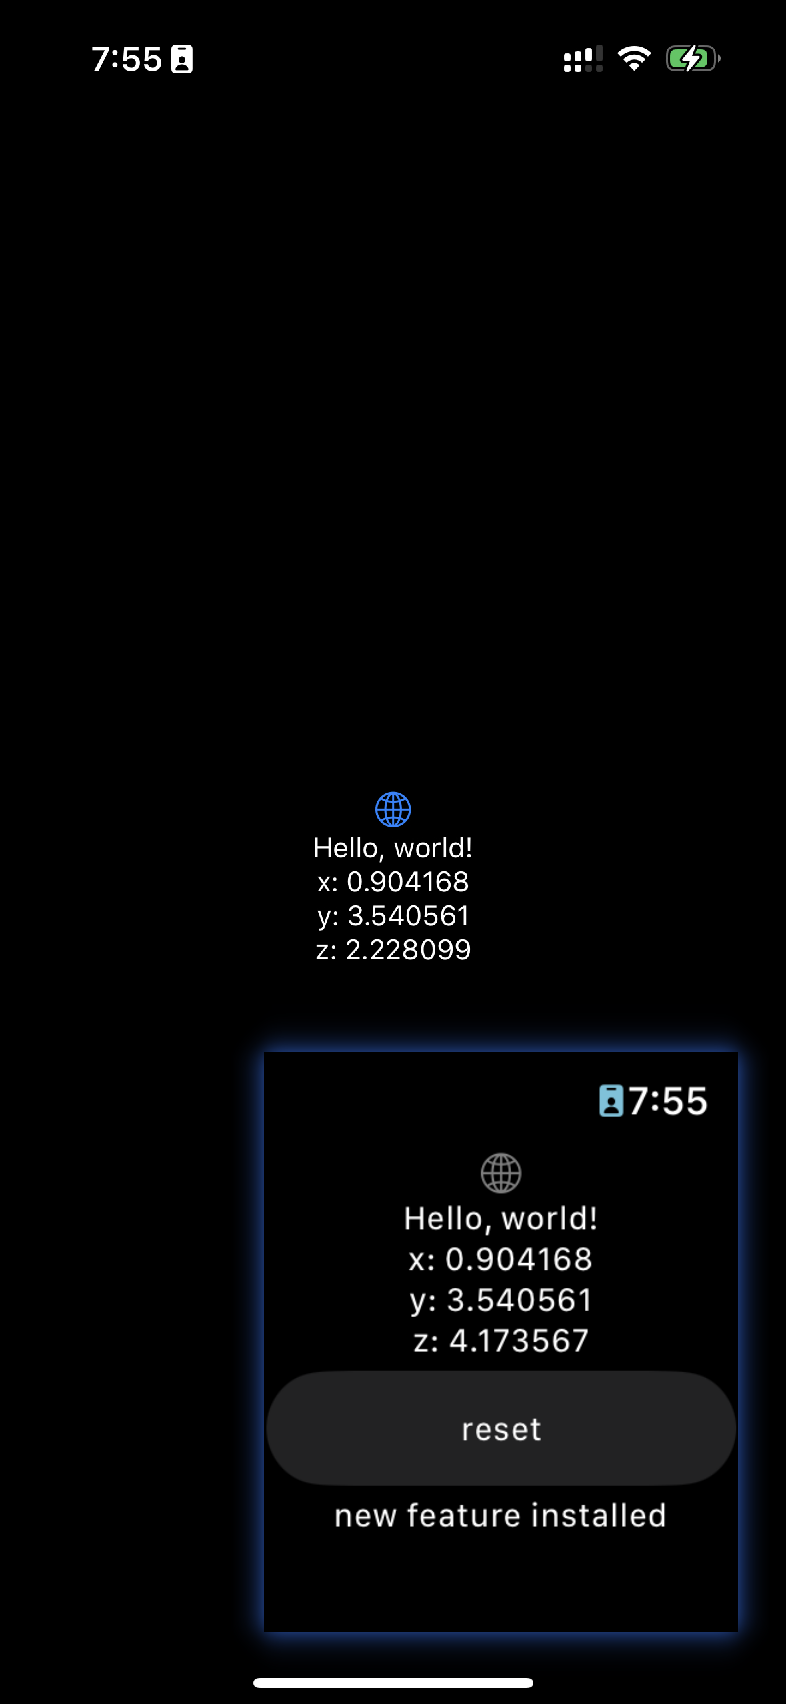 7:55
Hello, world!
x: 0.904168
y: 3.540561
z: 2.228099
7:55
Hello, world!
x: 0.904168
y: 3.540561
z: 4.173567
reset
new feature installed